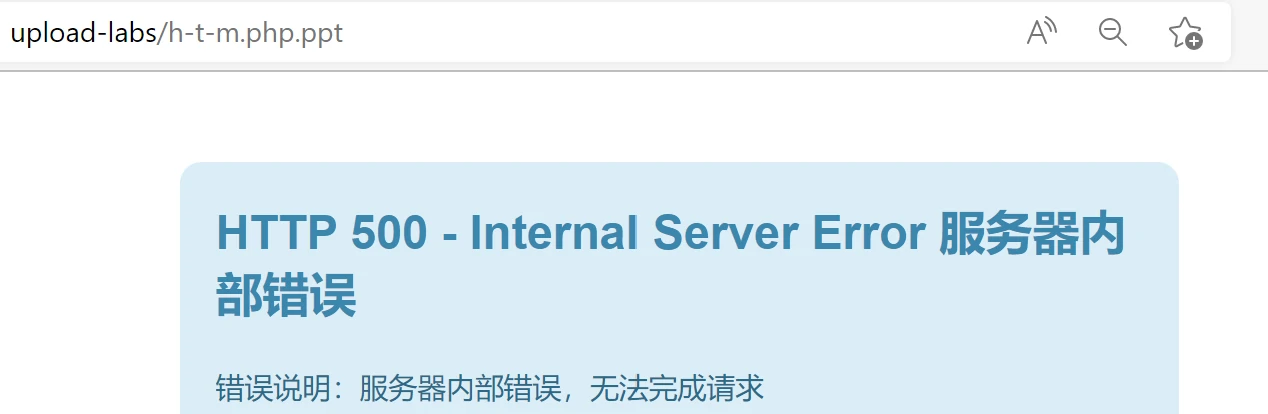 upload-labs/h-t-m.php.ppt
HTTP 500 - Internal Server Error 服务器内
部错误
错误说明：服务器内部错误，无法完成请求